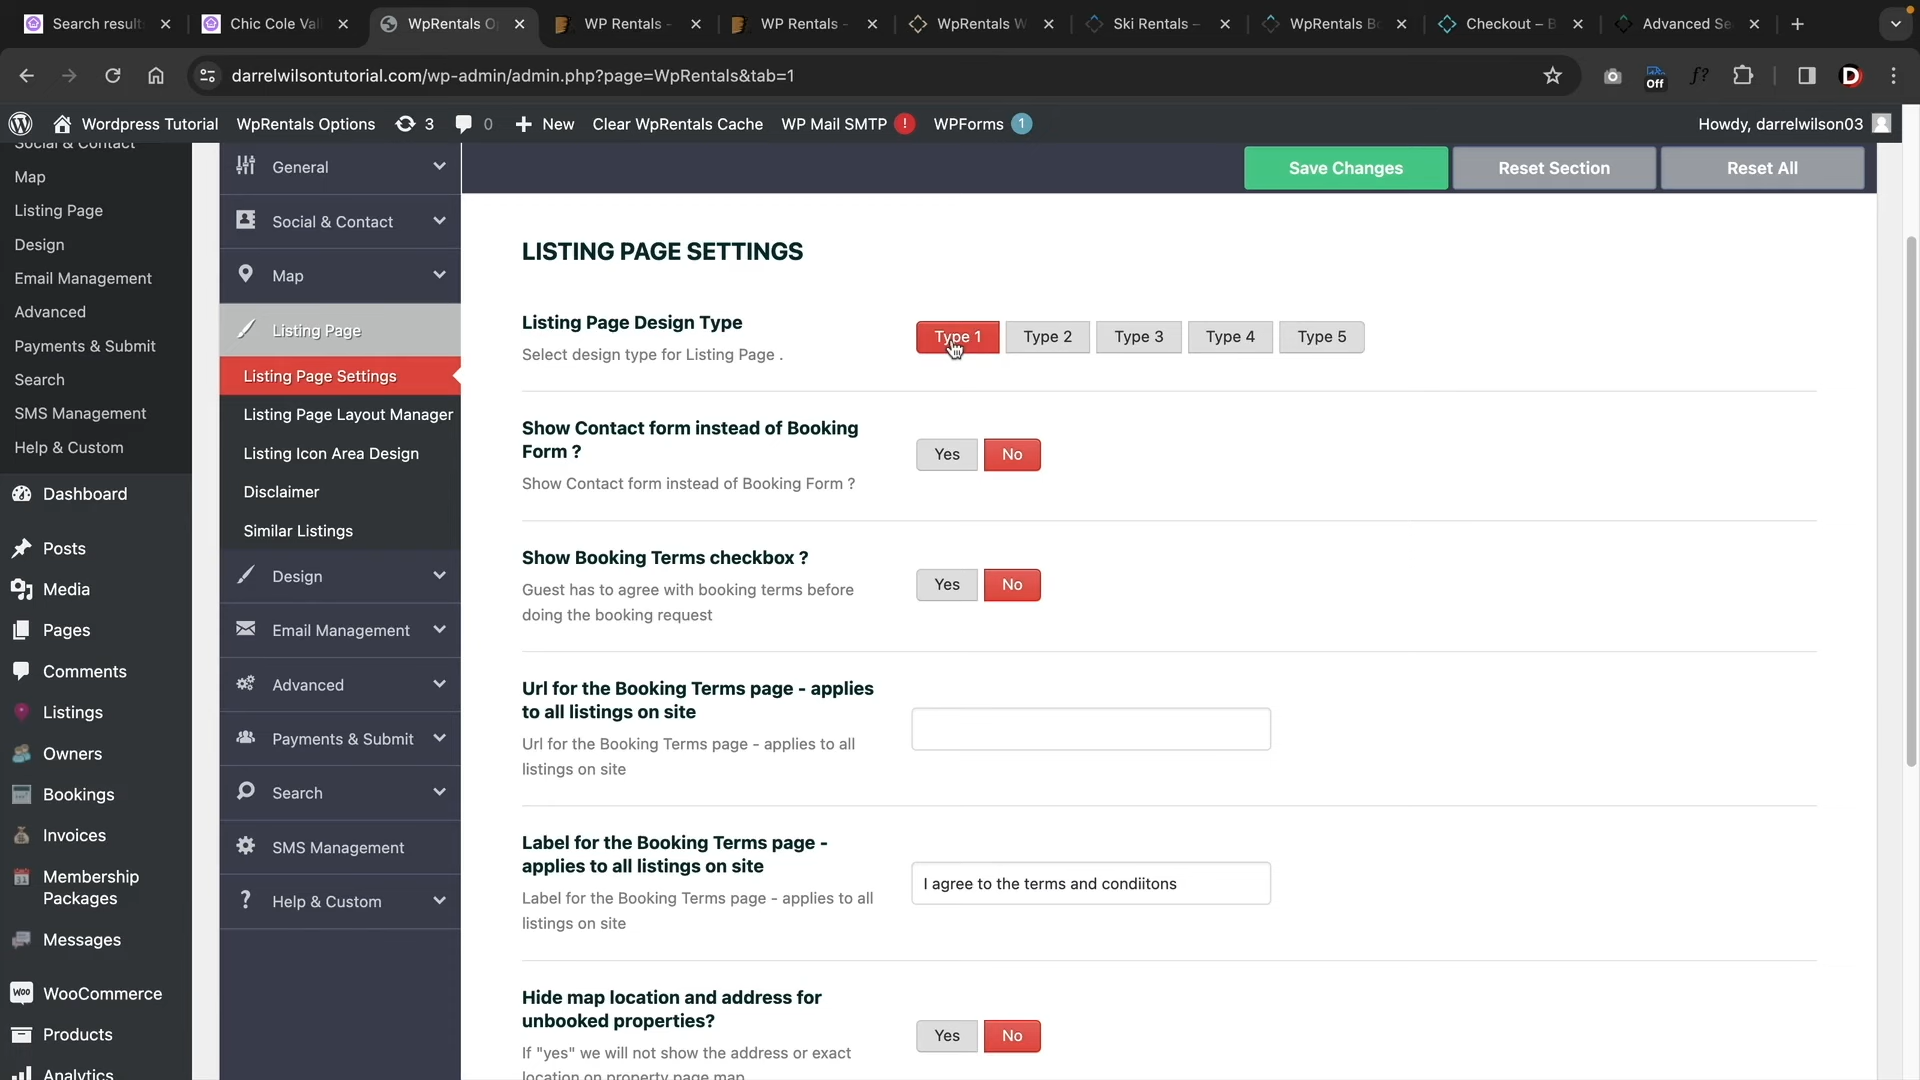 Search result
Chic Cole Val
WpRentals O
WP Rentals -
WP Rentals -
WpRentals W
Ski Rentals –
WpRentals B
Checkout – B
Advanced Se
darrelwilsontutorial.com/wp-admin/admin.php?page=WpRentals&tab=1
Off
f?
D
Wordpress Tutorial
WpRentals Options
3
0
New
Clear WpRentals Cache
WP Mail SMTP !
WPForms 1
Howdy, darrelwilson03
Social & Contact
Map
Listing Page
Design
Email Management
Advanced
Payments & Submit
Search
SMS Management
Help & Custom
Dashboard
Posts
Media
Pages
Comments
Listings
Owners
Bookings
Invoices
Membership
Packages
Messages
WooCommerce
Products
Analytics
General
Social & Contact
Map
Listing Page
Listing Page Settings
Listing Page Layout Manager
Listing Icon Area Design
Disclaimer
Similar Listings
Design
Email Management
Advanced
Payments & Submit
Search
SMS Management
Help & Custom
Save Changes
Reset Section
Reset All
LISTING PAGE SETTINGS
Listing Page Design Type
Select design type for Listing Page .
Type 1
Type 2
Type 3
Type 4
Type 5
Show Contact form instead of Booking
Form ?
Show Contact form instead of Booking Form ?
Yes
No
Show Booking Terms checkbox ?
Guest has to agree with booking terms before
doing the booking request
Yes
No
Url for the Booking Terms page - applies
to all listings on site
Url for the Booking Terms page - applies to all
listings on site
Label for the Booking Terms page -
applies to all listings on site
Label for the Booking Terms page - applies to all
listings on site
I agree to the terms and condiitons
Hide map location and address for
unbooked properties?
If "yes" we will not show the address or exact
location on property page map
Yes
No